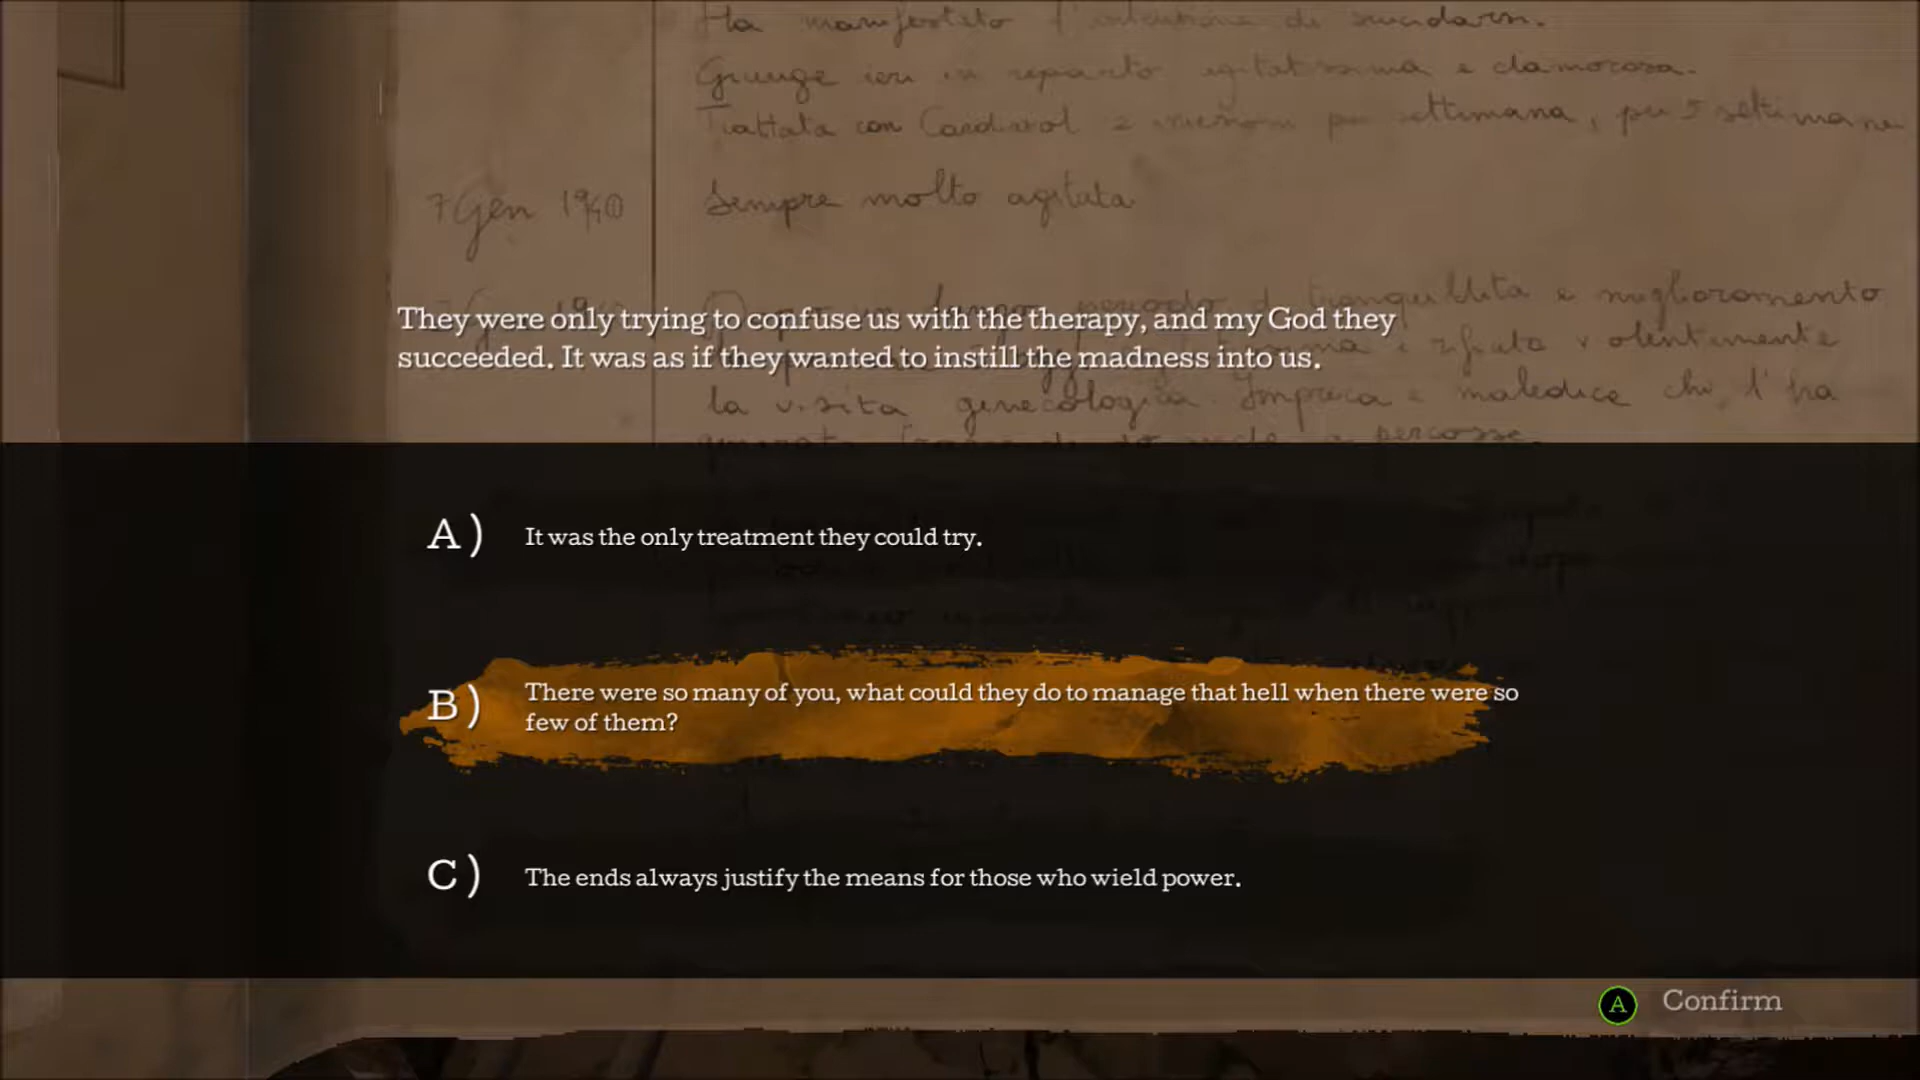 Ha manifestato l'intenzione di suicidarsi.
Giunge ieri in reparto agitatissima e clamorosa.
Trattata con Cardiazol 2 per settimana, per 5 settimane
7 Gen 1940 Sempre molto agitata
tranquillità e miglioramento
They were only trying to confuse us with the therapy, and my God they
succeeded. It was as if they wanted to instill the madness into us.
rifiuta violentemente
la visita ginecologica. Impreca e maledice chi l'ha
percosse.
A) It was the only treatment they could try.
B) There were so many of you, what could they do to manage that hell when there were so
few of them?
C) The ends always justify the means for those who wield power.
A Confirm